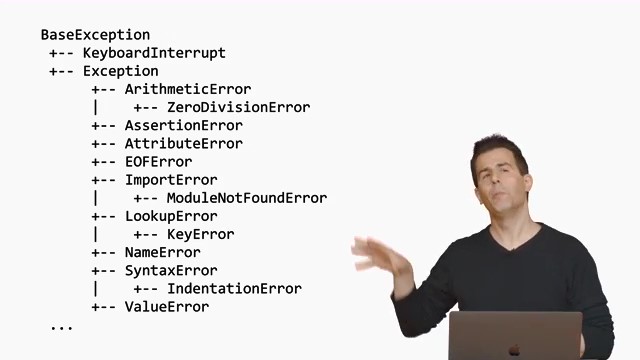 BaseException
+-- KeyboardInterrupt
+-- Exception
+-- ArithmeticError
| +-- ZeroDivisionError
+-- AssertionError
+-- AttributeError
+-- EOFError
+-- ImportError
| +-- ModuleNotFoundError
+-- LookupError
| +-- KeyError
+-- NameError
+-- SyntaxError
| +-- IndentationError
+-- ValueError
...